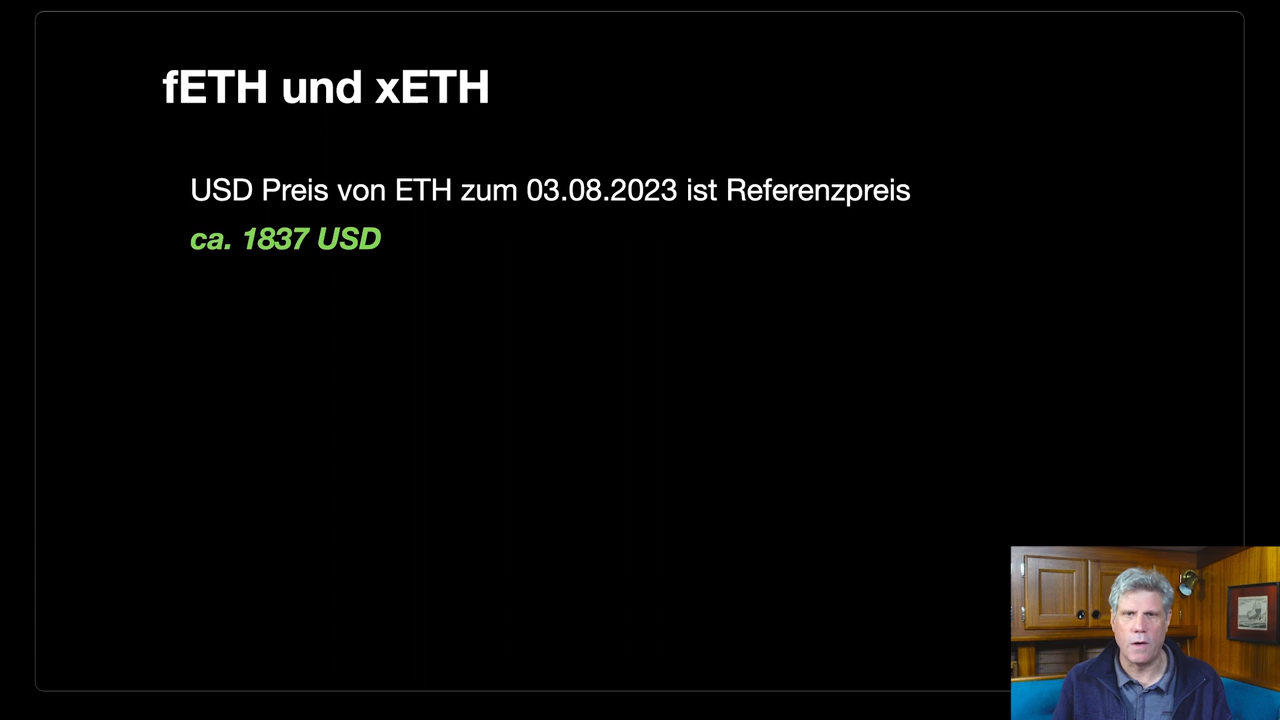 fETH und xETH
USD Preis von ETH zum 03.08.2023 ist Referenzpreis
ca. 1837 USD